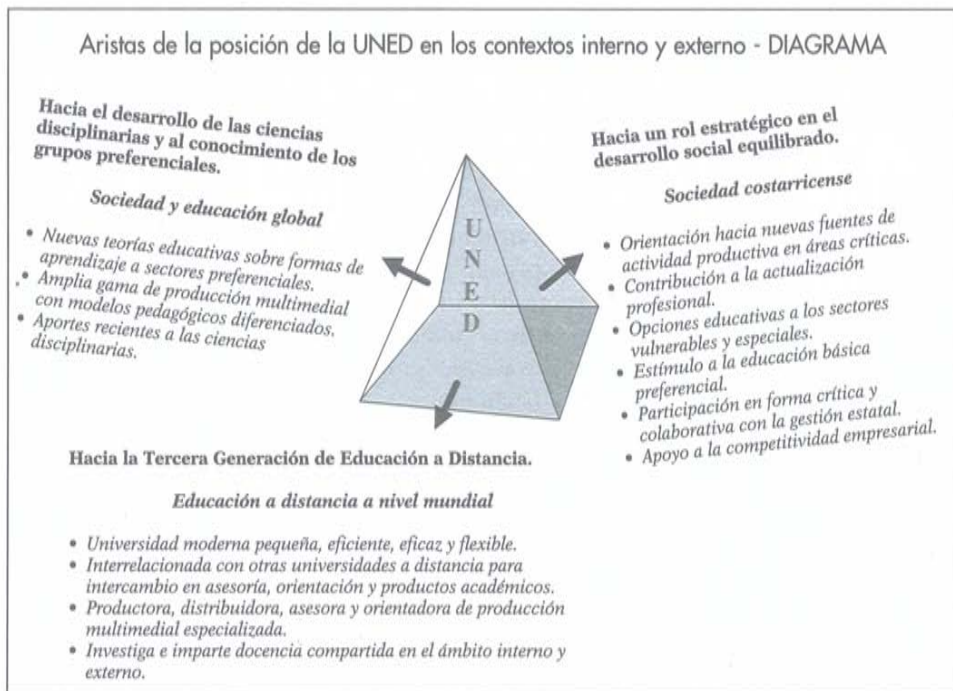 Aristas de la posición de la UNED en los contextos interno y externo - DIAGRAMA
Hacia el desarrollo de las ciencias
disciplinarias y al conocimiento de los
grupos preferenciales.
Sociedad y educación global
• Nuevas teorías educativas sobre formas de
aprendizaje a sectores preferenciales.
• Amplia gama de producción multimedial
con modelos pedagógicos diferenciados.
• Aportes recientes a las ciencias
disciplinarias.
U
N
E
D
Hacia un rol estratégico en el
desarrollo social equilibrado.
Sociedad costarricense
• Orientación hacia nuevas fuentes de
actividad productiva en áreas críticas.
• Contribución a la actualización
profesional.
• Opciones educativas a los sectores
vulnerables y especiales.
• Estímulo a la educación básica
preferencial.
• Participación en forma crítica y
colaborativa con la gestión estatal.
• Apoyo a la competitividad empresarial.
Hacia la Tercera Generación de Educación a Distancia.
Educación a distancia a nivel mundial
• Universidad moderna pequeña, eficiente, eficaz y flexible.
• Interrelacionada con otras universidades a distancia para
intercambio en asesoría, orientación y productos académicos.
• Productora, distribuidora, asesora y orientadora de producción
multimedial especializada.
• Investiga e imparte docencia compartida en el ámbito interno y
externo.